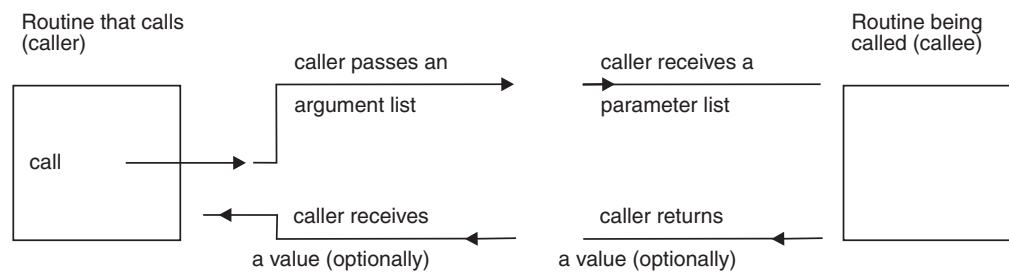 Routine that calls
(caller)
Routine being
called (callee)
caller passes an
argument list
caller receives a
parameter list
call
caller receives
a value (optionally)
caller returns
a value (optionally)